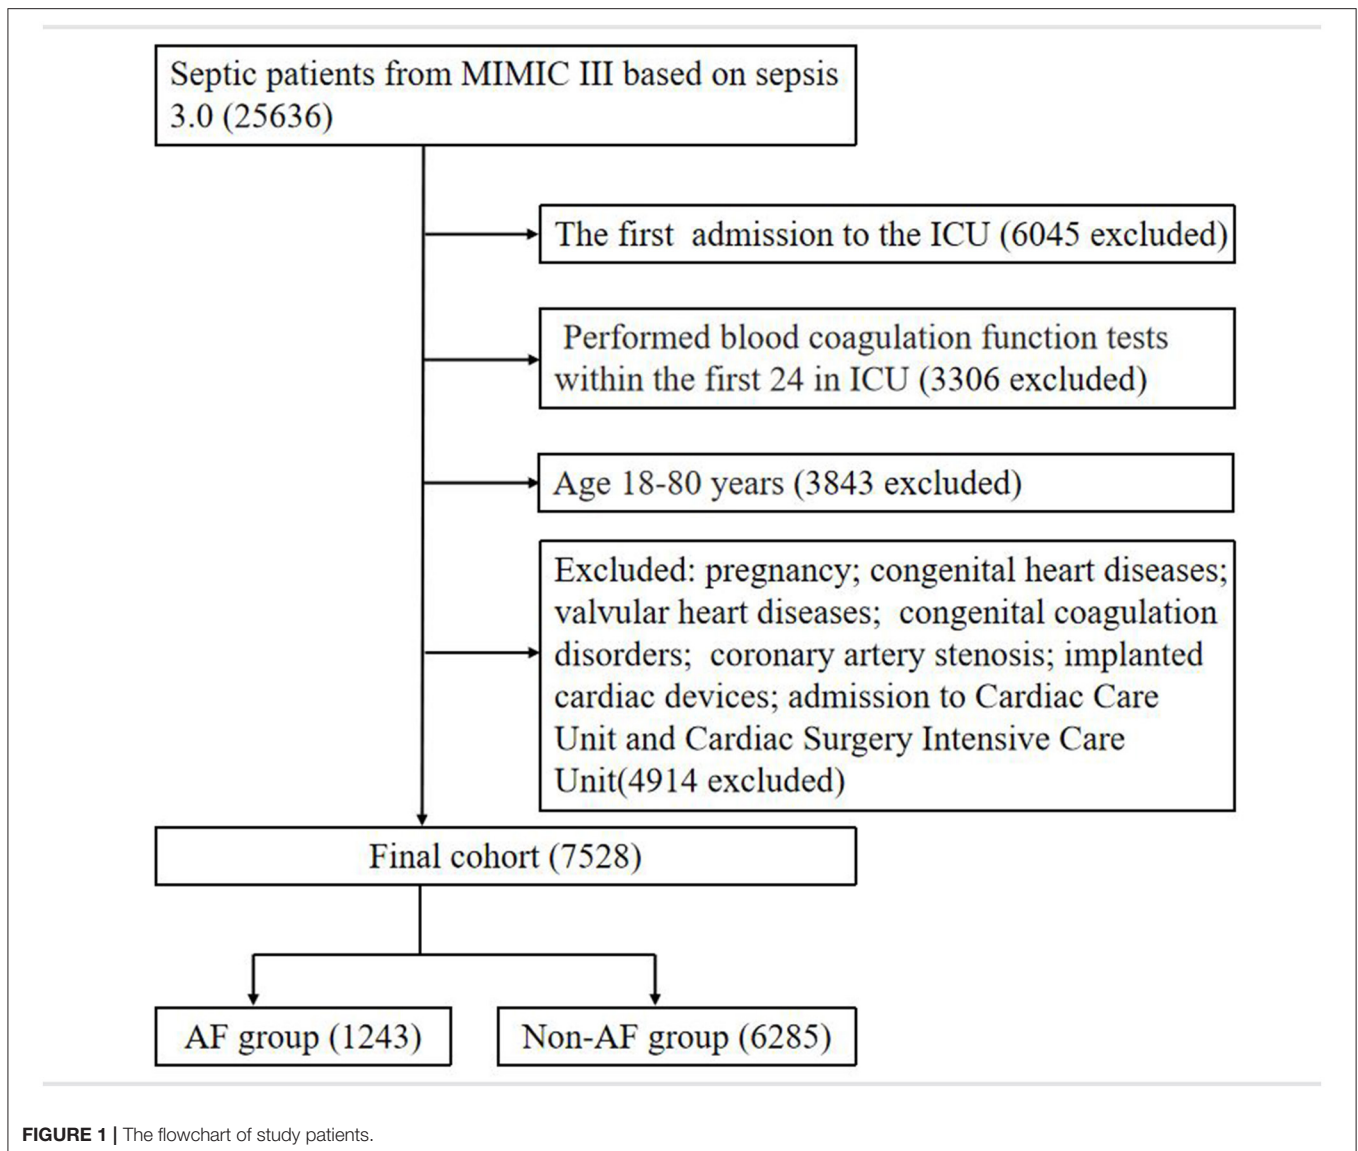 Septic patients from MIMIC III based on sepsis
3.0 (25636)
The first admission to the ICU (6045 excluded)
Performed blood coagulation function tests
within the first 24 in ICU (3306 excluded)
Age 18-80 years (3843 excluded)
Excluded: pregnancy; congenital heart diseases;
valvular heart diseases; congenital coagulation
disorders; coronary artery stenosis; implanted
cardiac devices; admission to Cardiac Care
Unit and Cardiac Surgery Intensive Care
Unit(4914 excluded)
Final cohort (7528)
AF group (1243)
Non-AF group (6285)
FIGURE 1 | The flowchart of study patients.